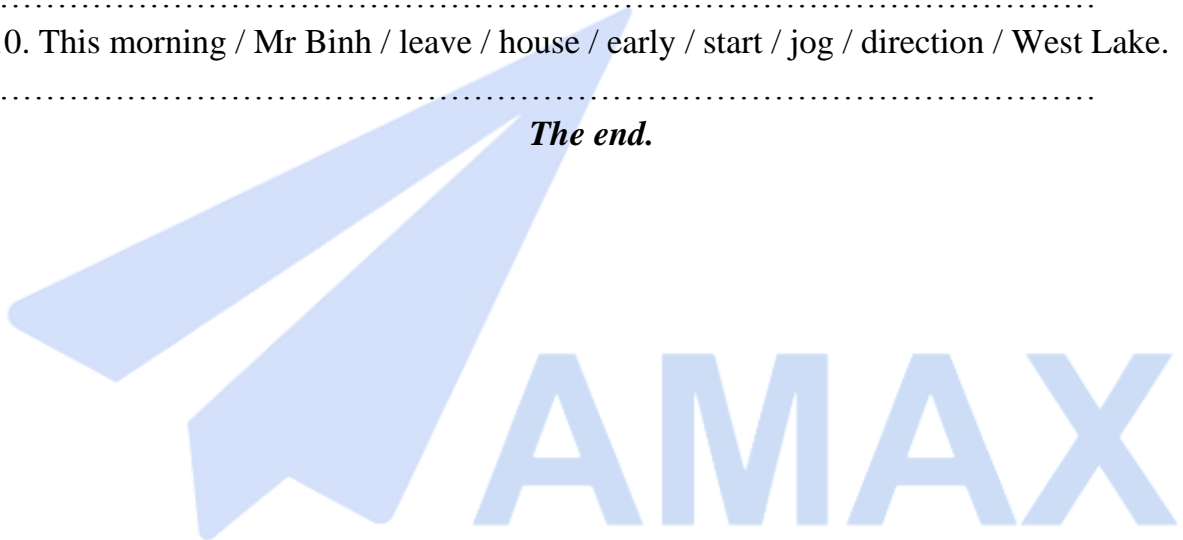 ……………………………………………………………………………………
0. This morning / Mr Binh / leave / house / early / start / jog / direction / West Lake.
……………………………………………………………………………………
The end.
AMAX